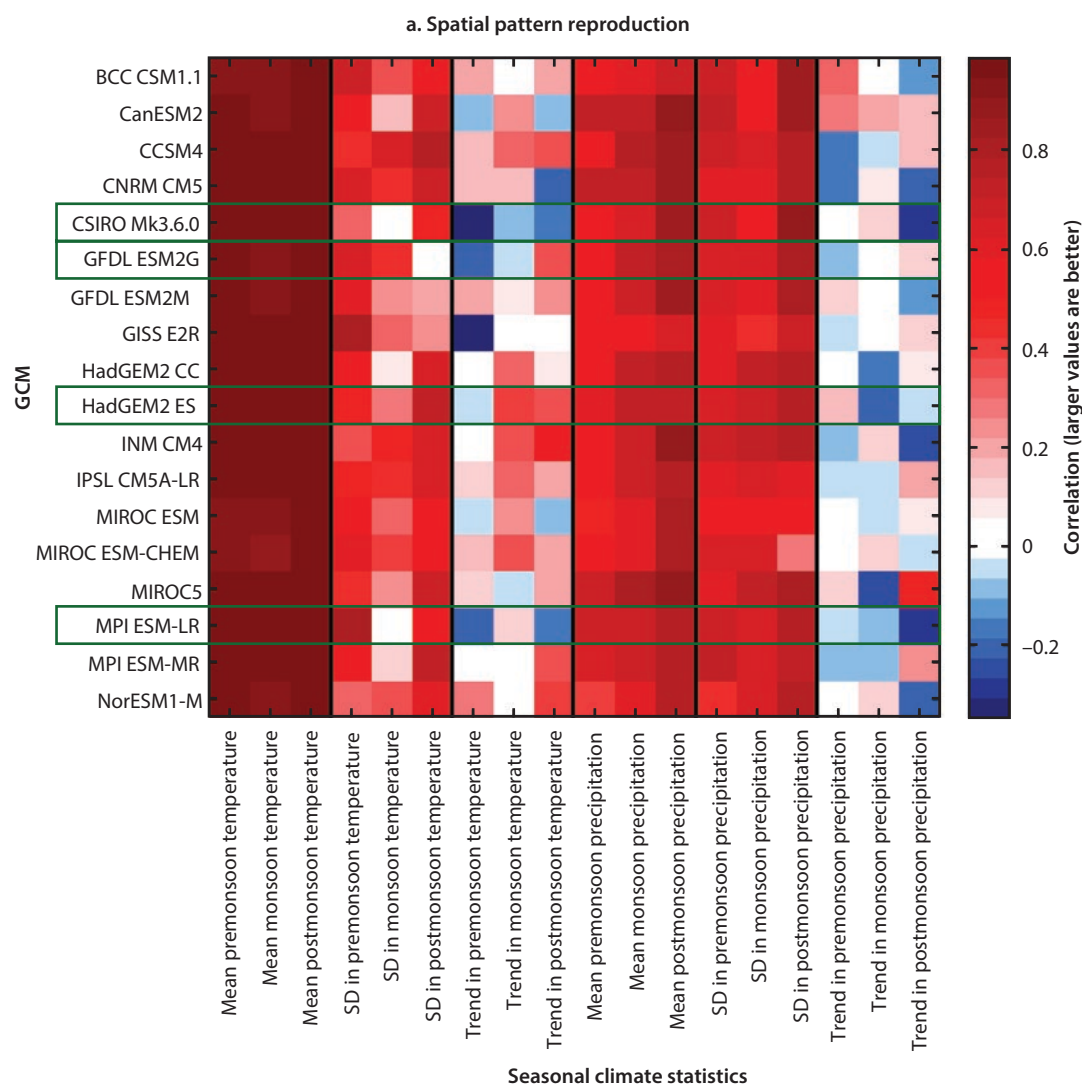 a. Spatial pattern reproduction
GCM
BCC CSM1.1
CanESM2
CCSM4
CNRM CM5
CSIRO Mk3.6.0
GFDL ESM2G
GFDL ESM2M
GISS E2R
HadGEM2 CC
HadGEM2 ES
INM CM4
IPSL CM5A-LR
MIROC ESM
MIROC ESM-CHEM
MIROC5
MPI ESM-LR
MPI ESM-MR
NorESM1-M
Mean premonsoon temperature
Mean monsoon temperature
Mean postmonsoon temperature
SD in premonsoon temperature
SD in monsoon temperature
SD in postmonsoon temperature
Trend in premonsoon temperature
Trend in monsoon temperature
Trend in postmonsoon temperature
Mean premonsoon precipitation
Mean monsoon precipitation
Mean postmonsoon precipitation
SD in premonsoon precipitation
SD in monsoon precipitation
SD in postmonsoon precipitation
Trend in premonsoon precipitation
Trend in monsoon precipitation
Trend in postmonsoon precipitation
Seasonal climate statistics
0.8
0.6
0.4
0.2
0
−0.2
Correlation (larger values are better)